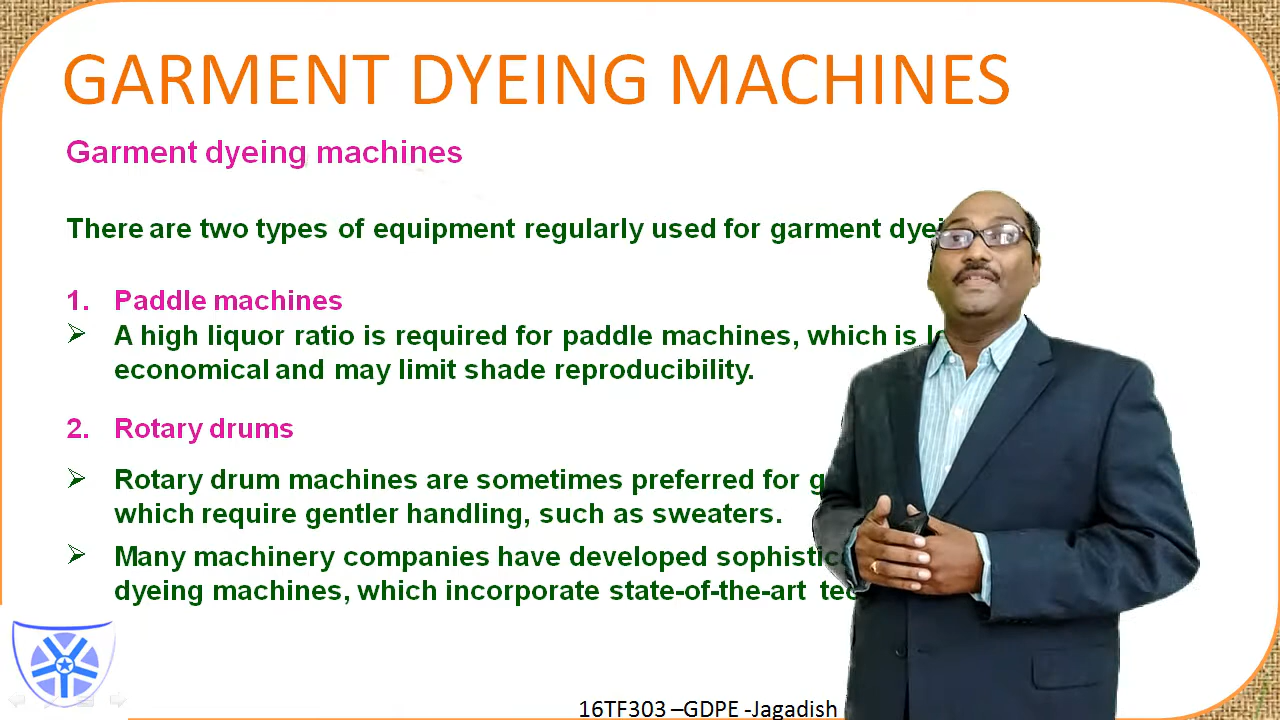 GARMENT DYEING MACHINES
Garment dyeing machines
There are two types of equipment regularly used for garment
1. Paddle machines
➢ A high liquor ratio is required for paddle machines, which is
economical and may limit shade reproducibility.
2. Rotary drums
➢ Rotary drum machines are sometimes preferred for
which require gentler handling, such as sweaters.
➢ Many machinery companies have developed
dyeing machines, which incorporate state-of-the-art
16TF303 –GDPE -Jagadish